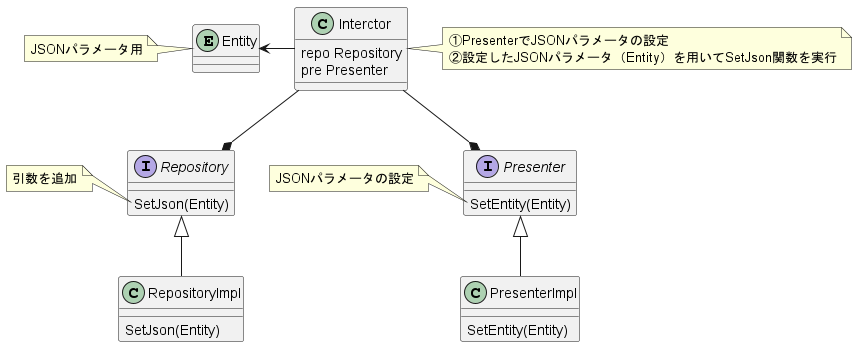 JSONパラメータ用
E Entity
C Interctor
repo Repository
pre Presenter
①PresenterでJSONパラメータの設定
②設定したJSONパラメータ（Entity）を用いてSetJson関数を実行
引数を追加
I Repository
SetJson(Entity)
JSONパラメータの設定
I Presenter
SetEntity(Entity)
C RepositoryImpl
SetJson(Entity)
C PresenterImpl
SetEntity(Entity)